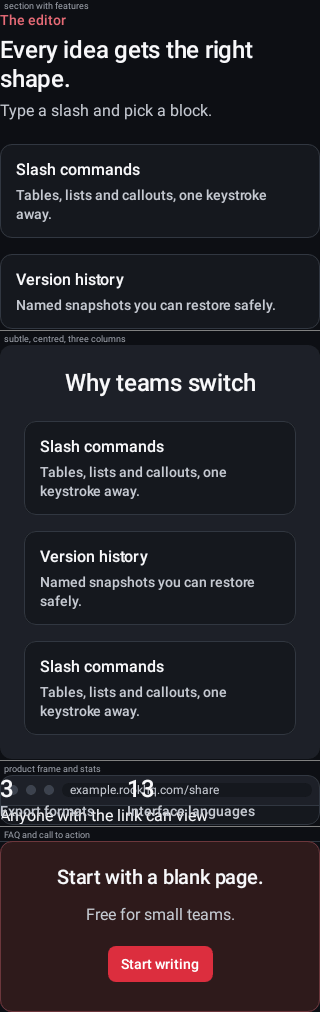 section with features
The editor
Every idea gets the right
shape.
Type a slash and pick a block.
Slash commands
Tables, lists and callouts, one keystroke
away.
Version history
Named snapshots you can restore safely.
subtle, centred, three columns
Why teams switch
Slash commands
Tables, lists and callouts, one
keystroke away.
Version history
Named snapshots you can restore
safely.
Slash commands
Tables, lists and callouts, one
keystroke away.
product frame and stats
3
13
Export formats
Interface languages
Anyone with the link can view
FAQ and call to action
Start with a blank page.
Free for small teams.
Start writing